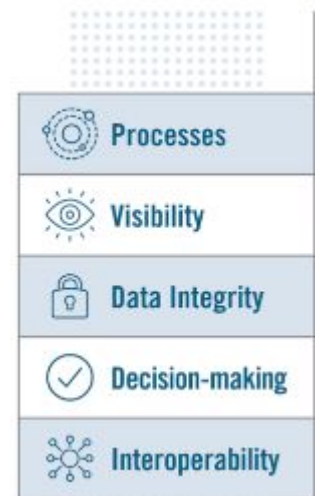 Processes
Visibility
Data Integrity
Decision-making
Interoperability